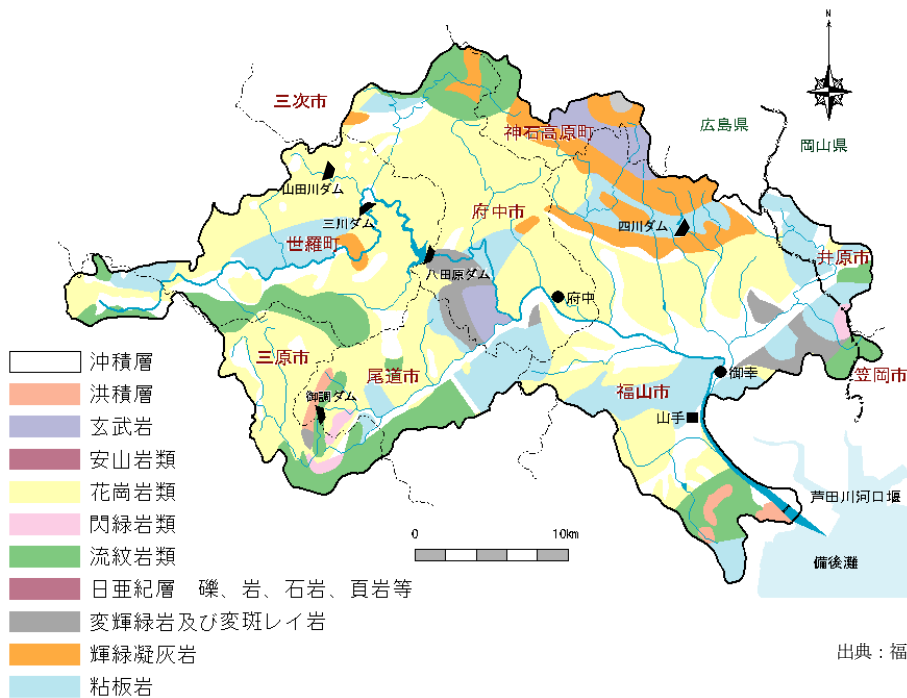 N
三次市
神石高原町
広島県
岡山県
山田川ダム
三川ダム
府中市
四川ダム
世羅町
井原市
八田原ダム
府中
三原市
尾道市
御調ダム
福山市
御幸
笠岡市
山手
芦田川河口堰
備後灘
0 10km
沖積層
洪積層
玄武岩
安山岩類
花崗岩類
閃緑岩類
流紋岩類
日亜紀層 礫、岩、石岩、頁岩等
変輝緑岩及び変斑レイ岩
輝緑凝灰岩
粘板岩
出典：福